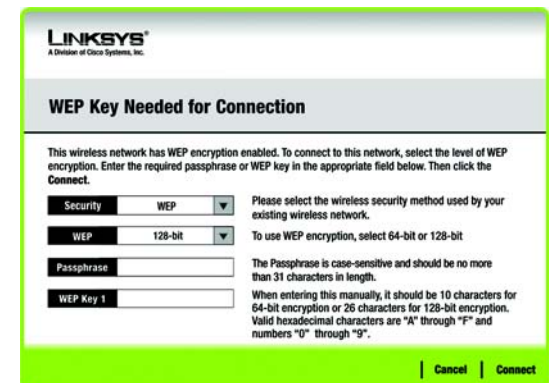 LINKSYS®
A Division of Cisco Systems, Inc.
WEP Key Needed for Connection
This wireless network has WEP encryption enabled. To connect to this network, select the level of WEP
encryption. Enter the required passphrase or WEP key in the appropriate field below. Then click the
Connect.
Security WEP
Please select the wireless security method used by your
existing wireless network.
WEP 128-bit
To use WEP encryption, select 64-bit or 128-bit
Passphrase
The Passphrase is case-sensitive and should be no more
than 31 characters in length.
WEP Key 1
When entering this manually, it should be 10 characters for
64-bit encryption or 26 characters for 128-bit encryption.
Valid hexadecimal characters are "A" through "F" and
numbers "0" through "9".
Cancel Connect